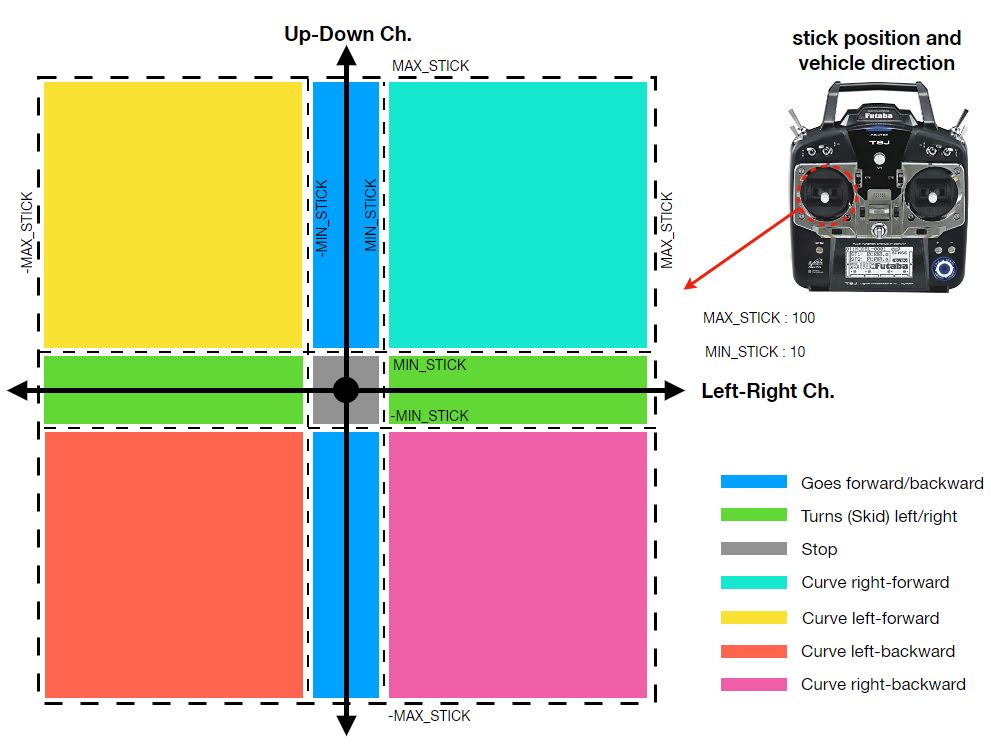 Up-Down Ch.
stick position and
vehicle direction
MAX_STICK
Futaba
T8J
-MAX_STICK
-MIN_STICK
MIN_STICK
MAX_STICK
Futaba
T8J
MAX_STICK : 100
MIN_STICK : 10
MIN_STICK
Left-Right Ch.
-MIN_STICK
Goes forward/backward
Turns (Skid) left/right
Stop
Curve right-forward
Curve left-forward
Curve left-backward
Curve right-backward
-MAX_STICK